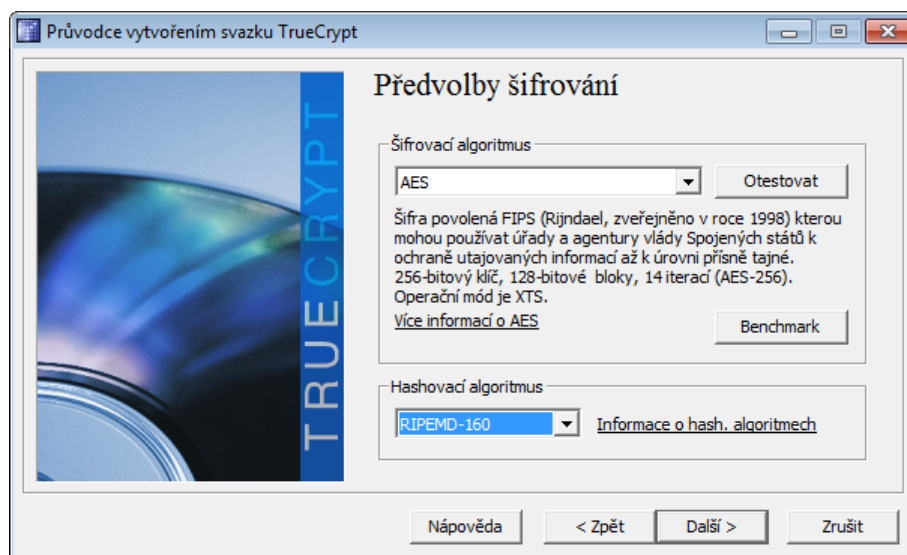 Průvodce vytvořením svazku TrueCrypt
TRUECRYPT
Předvolby šifrování
Šifrovací algoritmus
AES
Otestovat
Šifra povolená FIPS (Rijndael, zveřejněno v roce 1998) kterou
mohou používat úřady a agentury vlády Spojených států k
ochraně utajovaných informací až k úrovni přísně tajné.
256-bitový klíč, 128-bitové bloky, 14 iterací (AES-256).
Operační mód je XTS.
Více informací o AES
Benchmark
Hashovací algoritmus
RIPEMD-160
Informace o hash. algoritmech
Nápověda
< Zpět
Další >
Zrušit